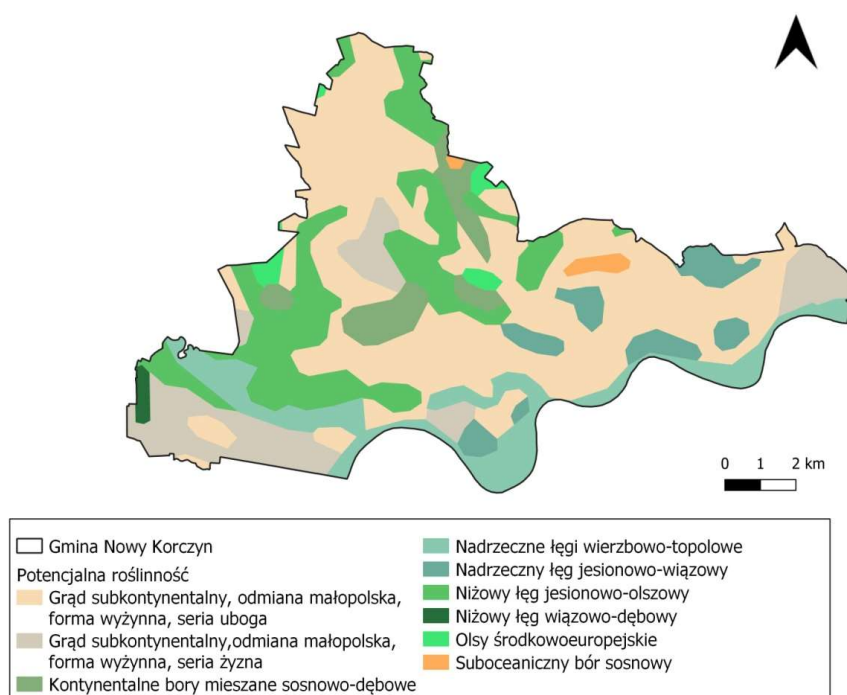 0 1 2 km
Gmina Nowy Korczyn
Potencjalna roślinność
Grąd subkontynentalny, odmiana małopolska,
forma wyżynna, seria uboga
Grąd subkontynentalny,odmiana małopolska,
forma wyżynna, seria żyzna
Kontynentalne bory mieszane sosnowo-dębowe
Nadrzeczne łęgi wierzbowo-topolowe
Nadrzeczny łęg jesionowo-wiązowy
Niżowy łęg jesionowo-olszowy
Niżowy łęg wiązowo-dębowy
Olsy środkowoeuropejskie
Suboceaniczny bór sosnowy